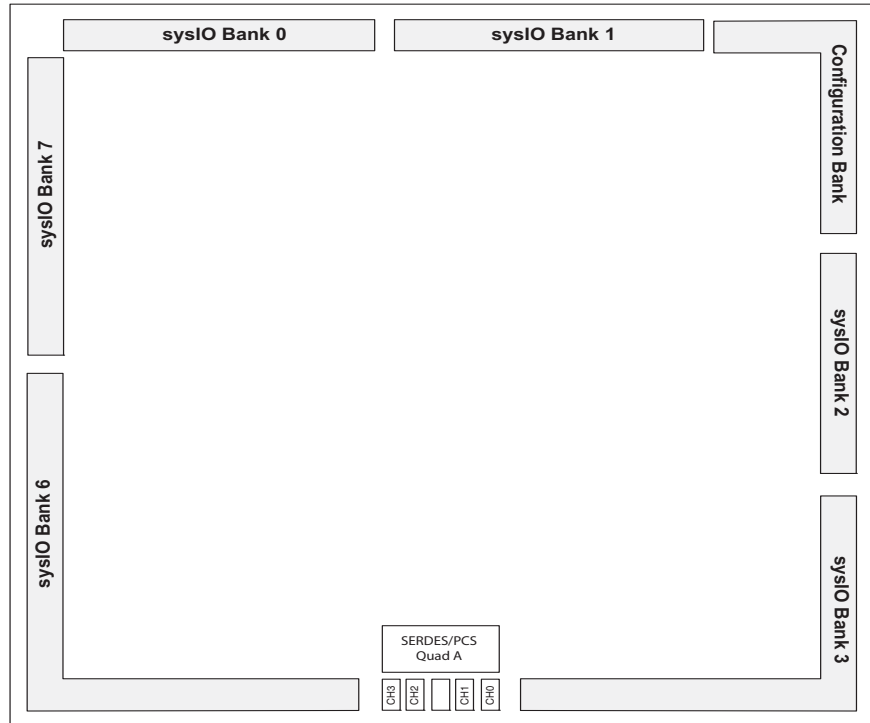 sysIO Bank 0
sysIO Bank 1
Configuration Bank
sysIO Bank 7
sysIO Bank 2
sysIO Bank 6
sysIO Bank 3
SERDES/PCS
Quad A
CH3
CH2
CH1
CH0